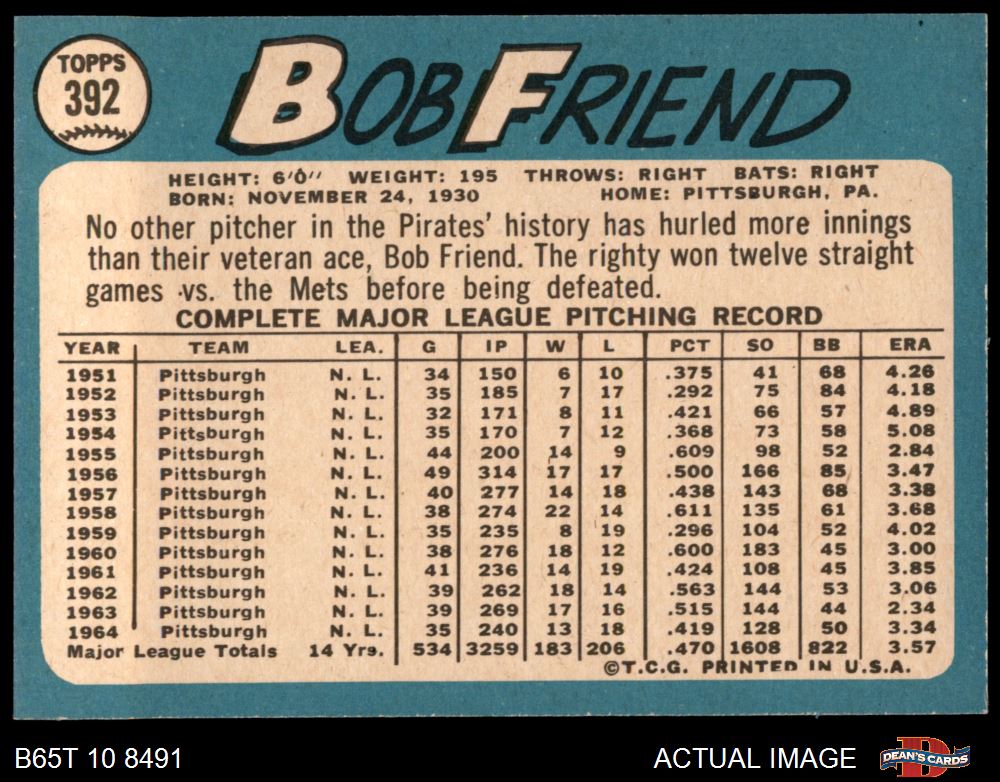 TOPPS
392
BOB FRIEND
HEIGHT: 6'0" WEIGHT: 195 THROWS: RIGHT BATS: RIGHT
BORN: NOVEMBER 24, 1930 HOME: PITTSBURGH, PA.
No other pitcher in the Pirates' history has hurled more innings
than their veteran ace, Bob Friend. The righty won twelve straight
games vs. the Mets before being defeated.
COMPLETE MAJOR LEAGUE PITCHING RECORD
YEAR TEAM LEA. G IP W L PCT SO BB ERA
1951 Pittsburgh N. L. 34 150 6 10 .375 41 68 4.26
1952 Pittsburgh N. L. 35 185 7 17 .292 75 84 4.18
1953 Pittsburgh N. L. 32 171 8 11 .421 66 57 4.89
1954 Pittsburgh N. L. 35 170 7 12 .368 73 58 5.08
1955 Pittsburgh N. L. 44 200 14 9 .609 98 52 2.84
1956 Pittsburgh N. L. 49 314 17 17 .500 166 85 3.47
1957 Pittsburgh N. L. 40 277 14 18 .438 143 68 3.38
1958 Pittsburgh N. L. 38 274 22 14 .611 135 61 3.68
1959 Pittsburgh N. L. 35 235 8 19 .296 104 52 4.02
1960 Pittsburgh N. L. 38 276 18 12 .600 183 45 3.00
1961 Pittsburgh N. L. 41 236 14 19 .424 108 45 3.85
1962 Pittsburgh N. L. 39 262 18 14 .563 144 53 3.06
1963 Pittsburgh N. L. 39 269 17 16 .515 144 44 2.34
1964 Pittsburgh N. L. 35 240 13 18 .419 128 50 3.34
Major League Totals 14 Yrs. 534 3259 183 206 .470 1608 822 3.57
©T.C.G. PRINTED IN U.S.A.
B65T 10 8491 ACTUAL IMAGE DEAN'S CARDS